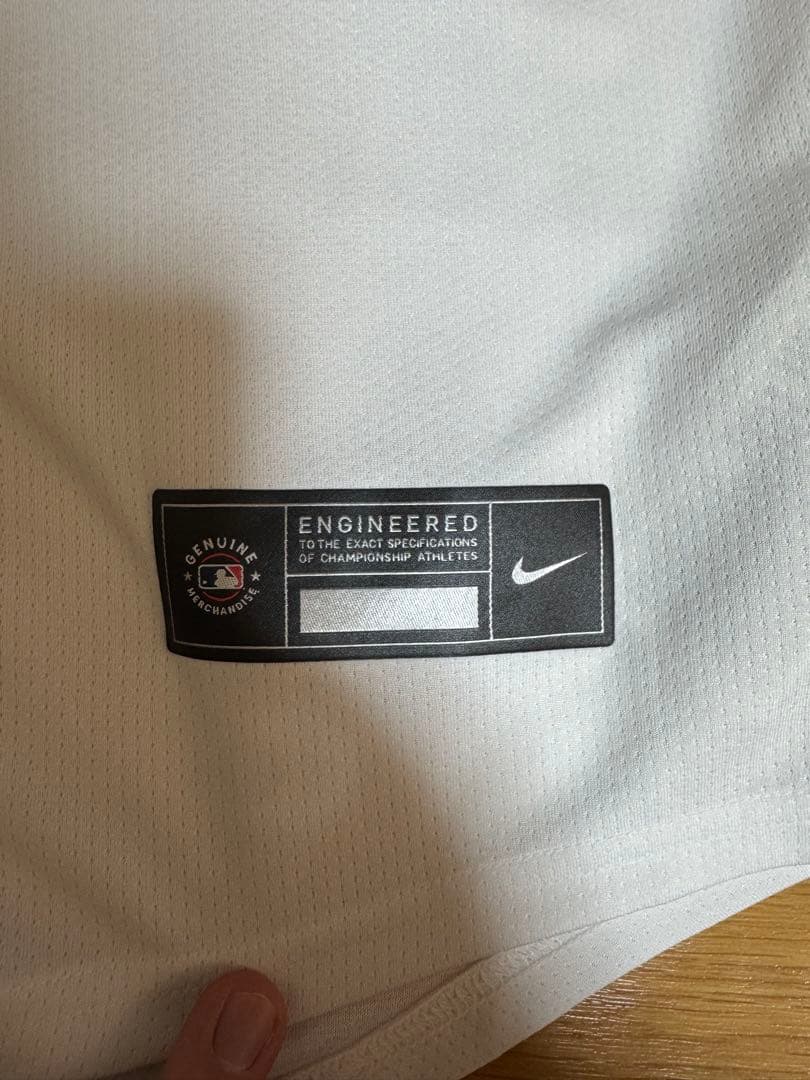 GENUINE
MERCHANDISE
ENGINEERED
TO THE EXACT SPECIFICATIONS
OF CHAMPIONSHIP ATHLETES